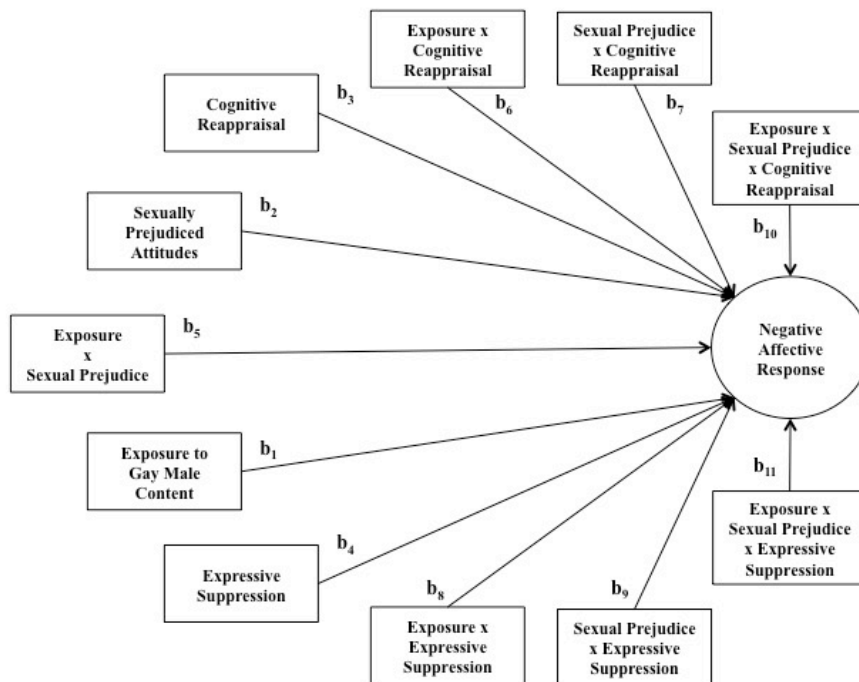 Exposure x
Cognitive
Reappraisal
Sexual Prejudice
x Cognitive
Reappraisal
b6
b7
Cognitive
Reappraisal
b3
Exposure x
Sexual Prejudice
x Cognitive
Reappraisal
b10
Sexually
Prejudiced
Attitudes
b2
Exposure
x
Sexual Prejudice
b5
Negative
Affective
Response
Exposure to
Gay Male
Content
b1
b11
Exposure x
Sexual Prejudice
x Expressive
Suppression
Expressive
Suppression
b4
b8
b9
Exposure x
Expressive
Suppression
Sexual Prejudice
x Expressive
Suppression